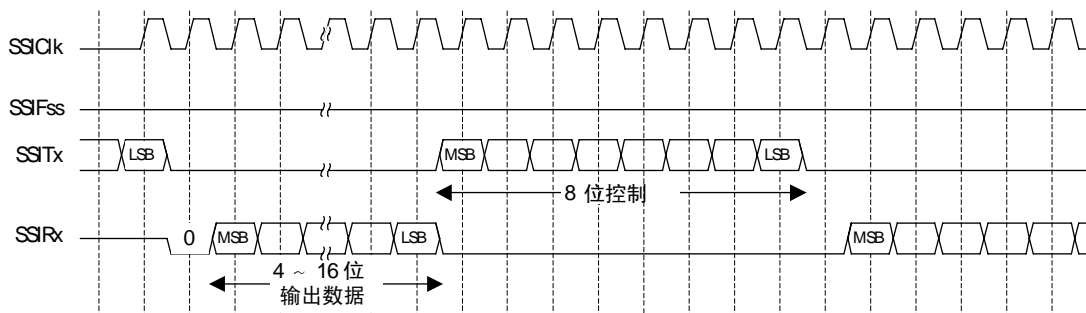 SSIClk
SSIFss
SSITx
LSB
MSB
LSB
8 位控制
SSIRx
0
MSB
LSB
MSB
4 ~ 16 位
输出数据